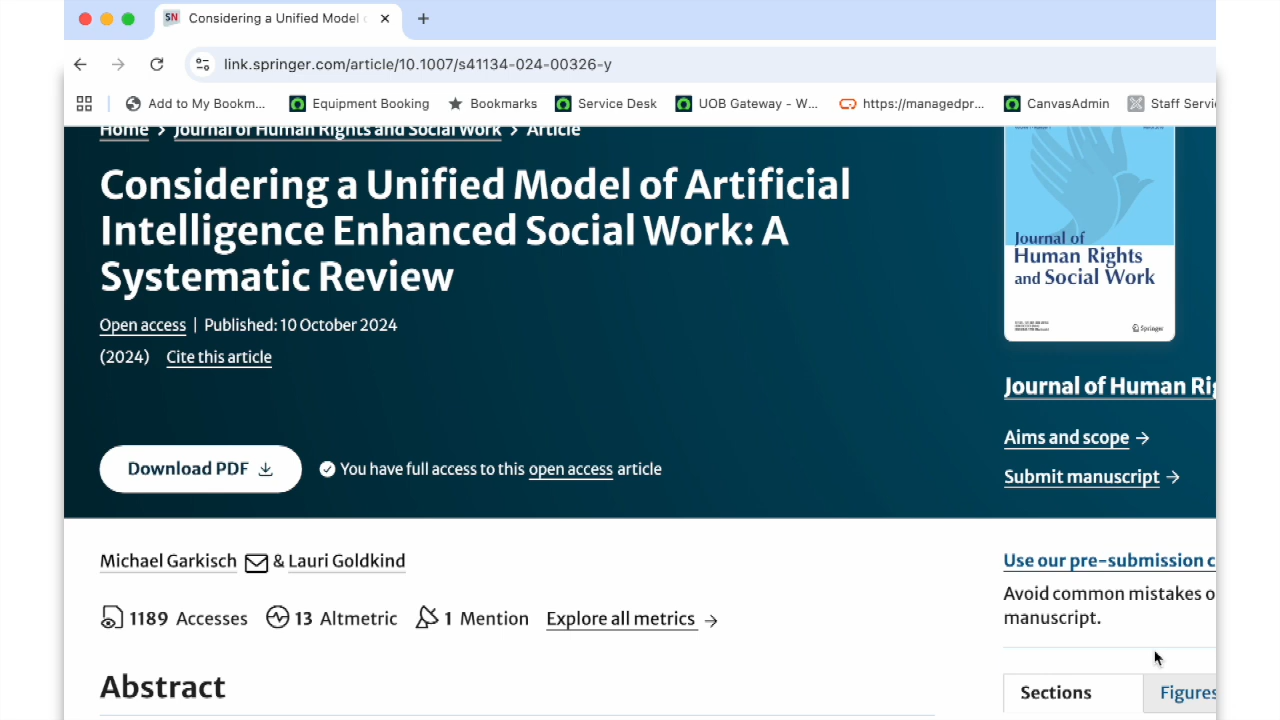 SN Considering a Unified Model
link.springer.com/article/10.1007/s41134-024-00326-y
Add to My Bookm... Equipment Booking Bookmarks Service Desk UOB Gateway - W... https://managedpr... CanvasAdmin Staff Servi
Home > Journal of Human Rights and Social Work > Article
Considering a Unified Model of Artificial
Intelligence Enhanced Social Work: A
Systematic Review
Open access | Published: 10 October 2024
(2024) Cite this article
Download PDF
You have full access to this open access article
Journal of
Human Rights
and Social Work
Springer
Journal of Human Rig
Aims and scope →
Submit manuscript →
Michael Garkisch & Lauri Goldkind
1189 Accesses 13 Altmetric 1 Mention Explore all metrics →
Abstract
Use our pre-submission c
Avoid common mistakes o
manuscript.
Sections Figures